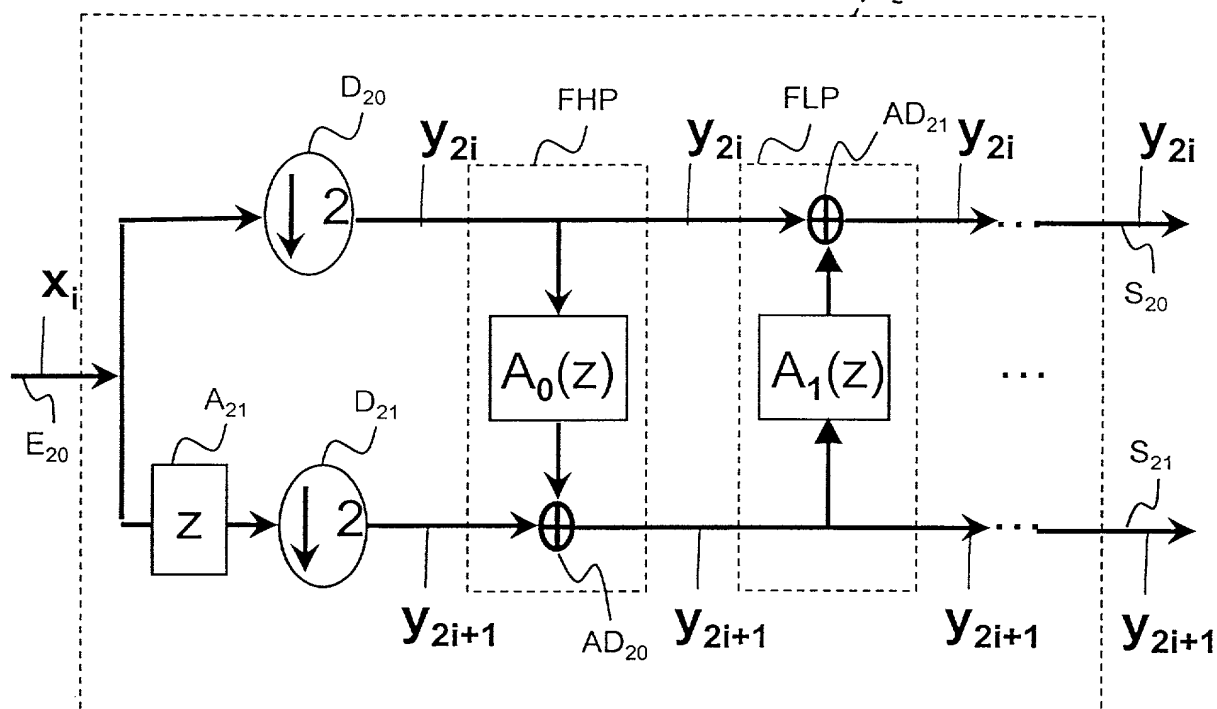 D20
FHP
FLP
AD21
y2i
y2i
y2i
y2i
2
S20
xi
A0(z)
A1(z)
...
...
E20
A21
D21
z
2
S21
...
y2i+1
AD20
y2i+1
y2i+1
y2i+1